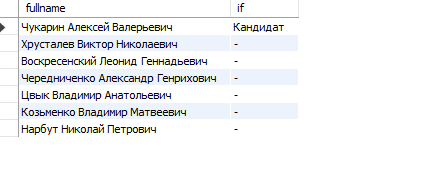 fullname if
Чукарин Алексей Валерьевич Кандидат
Хрусталев Виктор Николаевич -
Воскресенский Леонид Геннадьевич -
Чередниченко Александр Генрихович -
Цвык Владимир Анатольевич -
Козьменко Владимир Матвеевич -
Нарбут Николай Петрович -